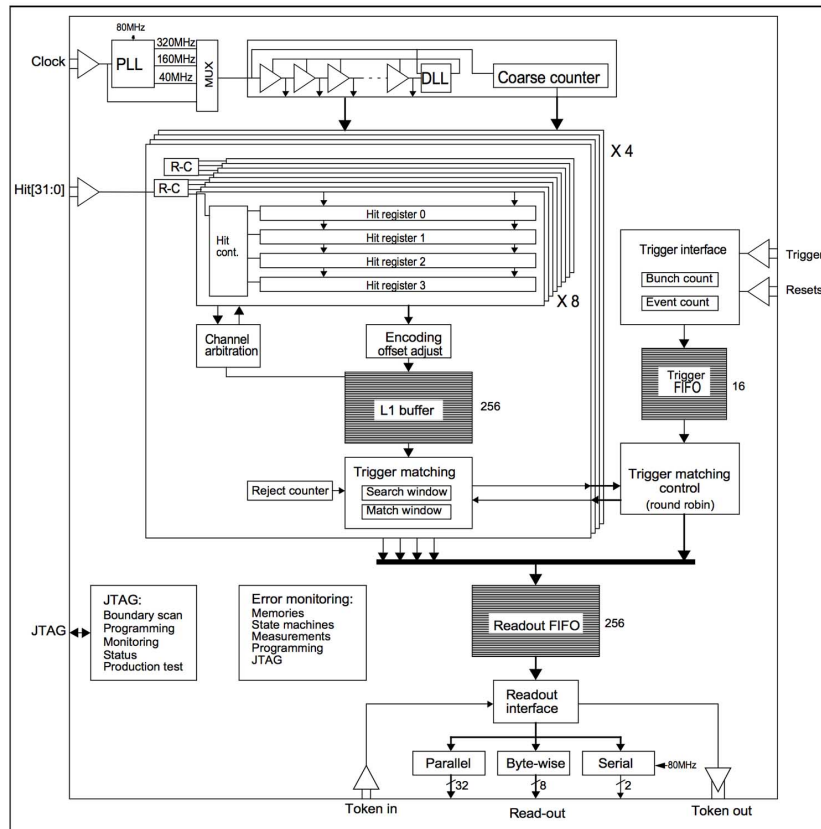 80MHz
Clock
PLL
320MHz
160MHz
40MHz
MUX
DLL
Coarse counter
X 4
Hit[31:0]
R-C
R-C
Hit cont.
Hit register 0
Hit register 1
Hit register 2
Hit register 3
X 8
Trigger interface
Bunch count
Event count
Trigger
Resets
Channel
arbitration
Encoding
offset adjust
L1 buffer
256
Trigger
FIFO
16
Trigger matching
Search window
Match window
Reject counter
Trigger matching
control
(round robin)
JTAG
JTAG:
Boundary scan
Programming
Monitoring
Status
Production test
Error monitoring:
Memories
State machines
Measurements
Programming
JTAG
Readout FIFO
256
Readout
interface
Parallel
Byte-wise
Serial
80MHz
32
8
2
Token in
Read-out
Token out